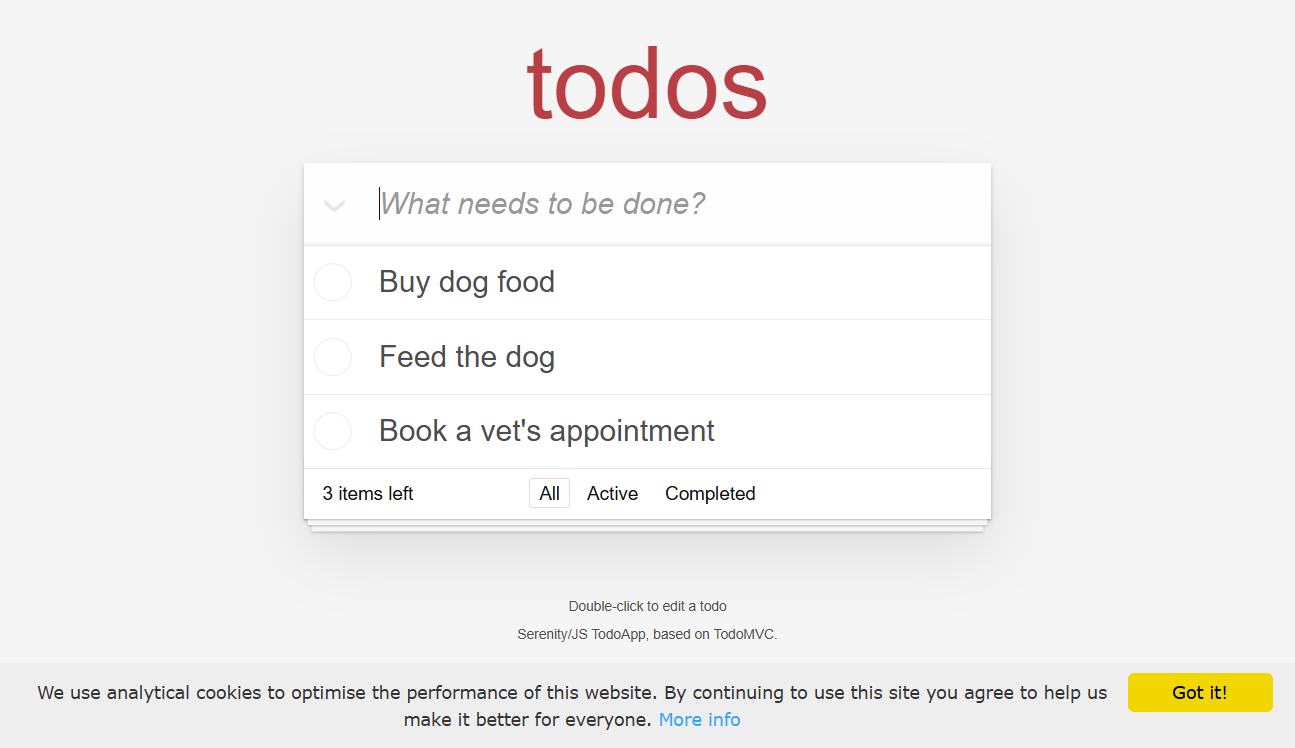 todos
What needs to be done?
Buy dog food
Feed the dog
Book a vet's appointment
3 items left All Active Completed
Double-click to edit a todo
Serenity/JS TodoApp, based on TodoMVC.
We use analytical cookies to optimise the performance of this website. By continuing to use this site you agree to help us
make it better for everyone. More info
Got it!